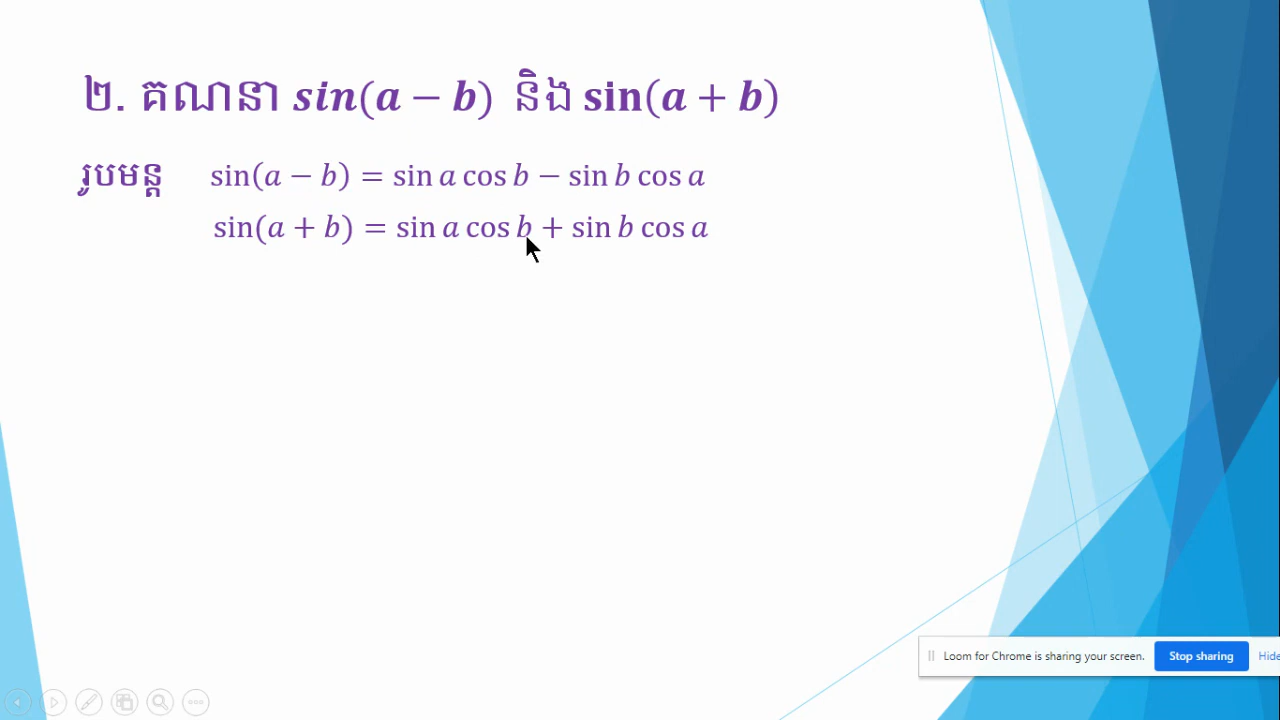 ២. គណនា sin(a − b) និង sin(a + b)
រូបមន្ត sin(a − b) = sin a cos b − sin b cos a
sin(a + b) = sin a cos b + sin b cos a
Loom for Chrome is sharing your screen. Stop sharing Hide